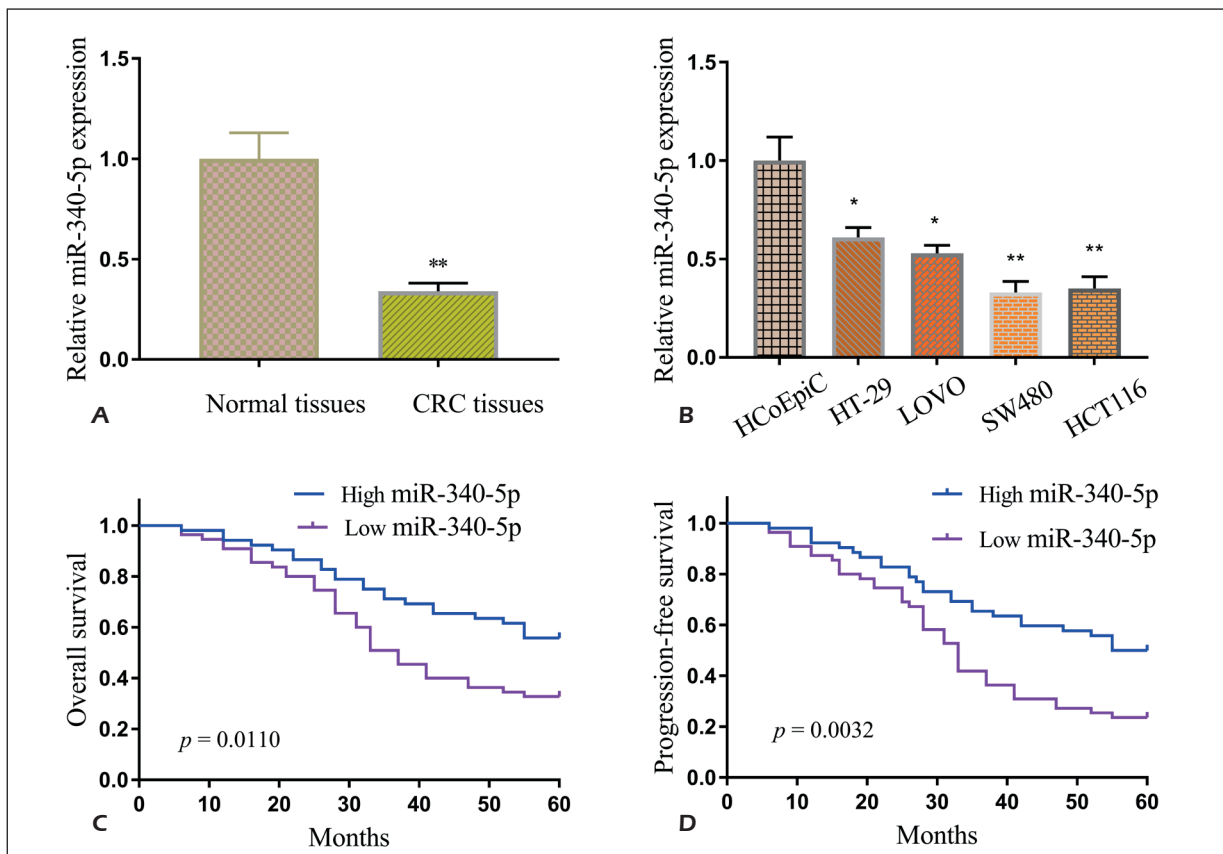 1.5
1.0
0.5
0.0
Relative miR-340-5p expression
**
Normal tissues
CRC tissues
A
1.5
1.0
0.5
0.0
Relative miR-340-5p expression
*
*
**
**
HCoEpiC
HT-29
LOVO
SW480
HCT116
B
High miR-340-5p
Low miR-340-5p
1.0
0.8
0.6
0.4
0.2
0.0
Overall survival
p = 0.0110
0 10 20 30 40 50 60
Months
C
High miR-340-5p
Low miR-340-5p
1.0
0.8
0.6
0.4
0.2
0.0
Progression-free survival
p = 0.0032
0 10 20 30 40 50 60
Months
D